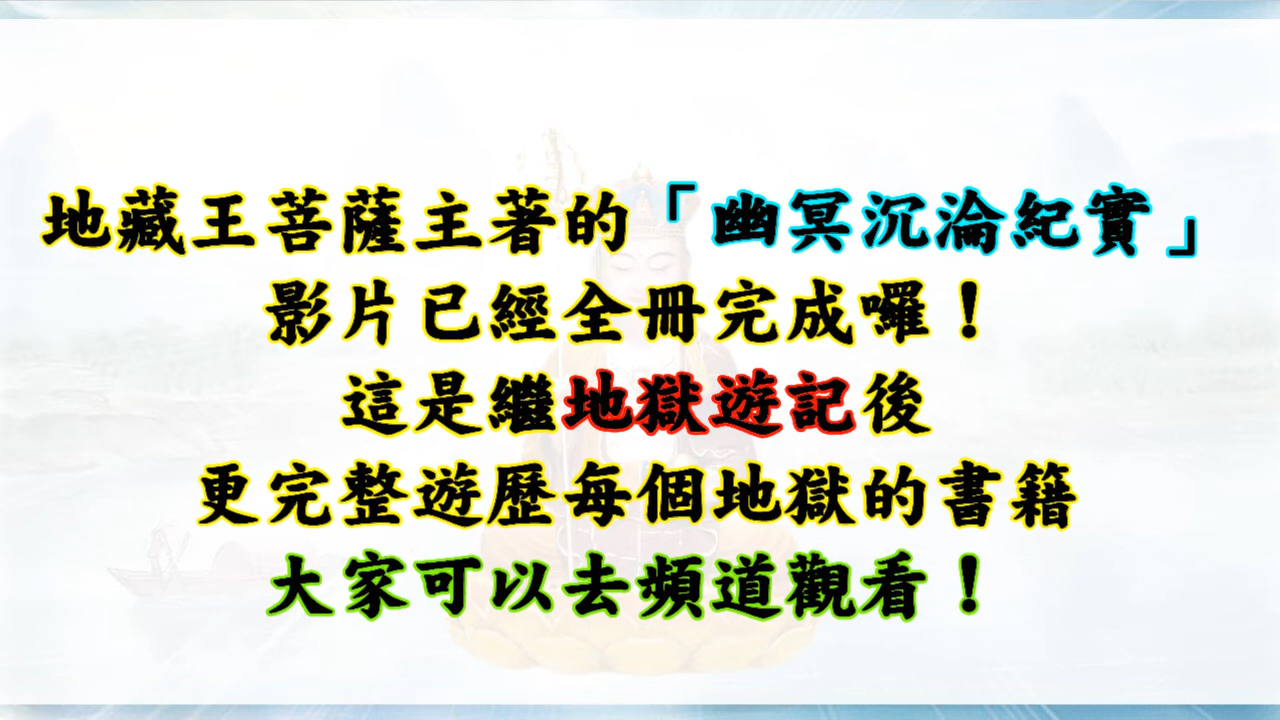 地藏王菩薩主著的「幽冥沉淪紀實」
影片已經全冊完成囉！
這是繼地獄遊記後
更完整遊歷每個地獄的書籍
大家可以去頻道觀看！